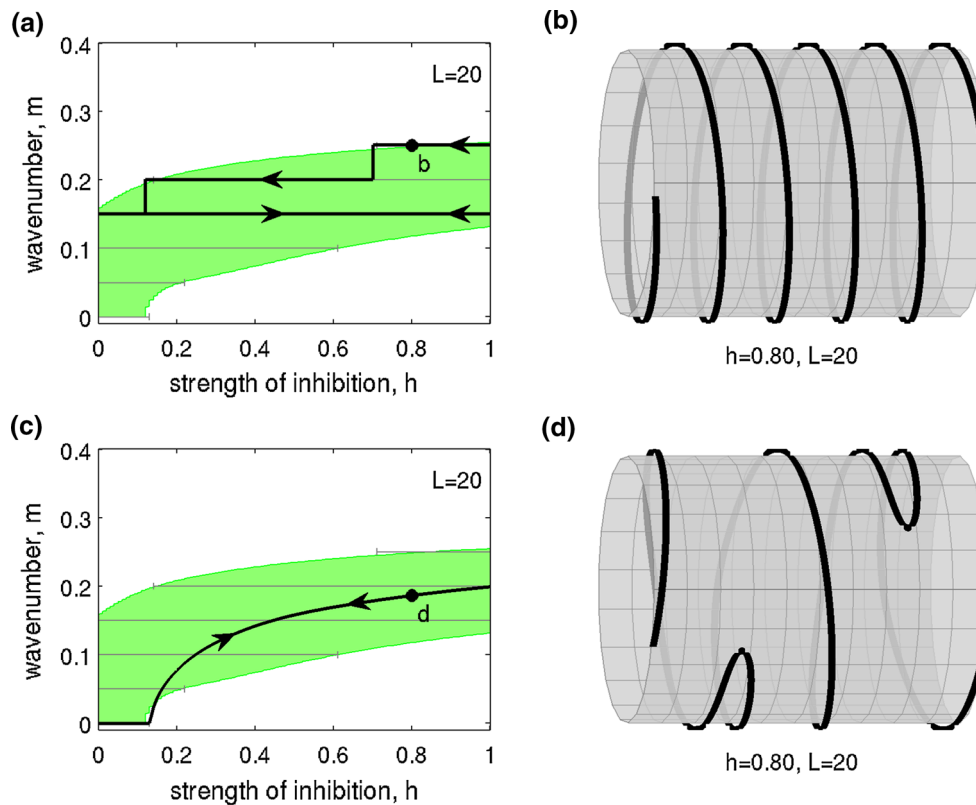 (a)
L=20
wavenumber, m
0.4
0.3
0.2
0.1
0
b
0 0.2 0.4 0.6 0.8 1
strength of inhibition, h
(b)
h=0.80, L=20
(c)
L=20
wavenumber, m
0.4
0.3
0.2
0.1
0
d
0 0.2 0.4 0.6 0.8 1
strength of inhibition, h
(d)
h=0.80, L=20